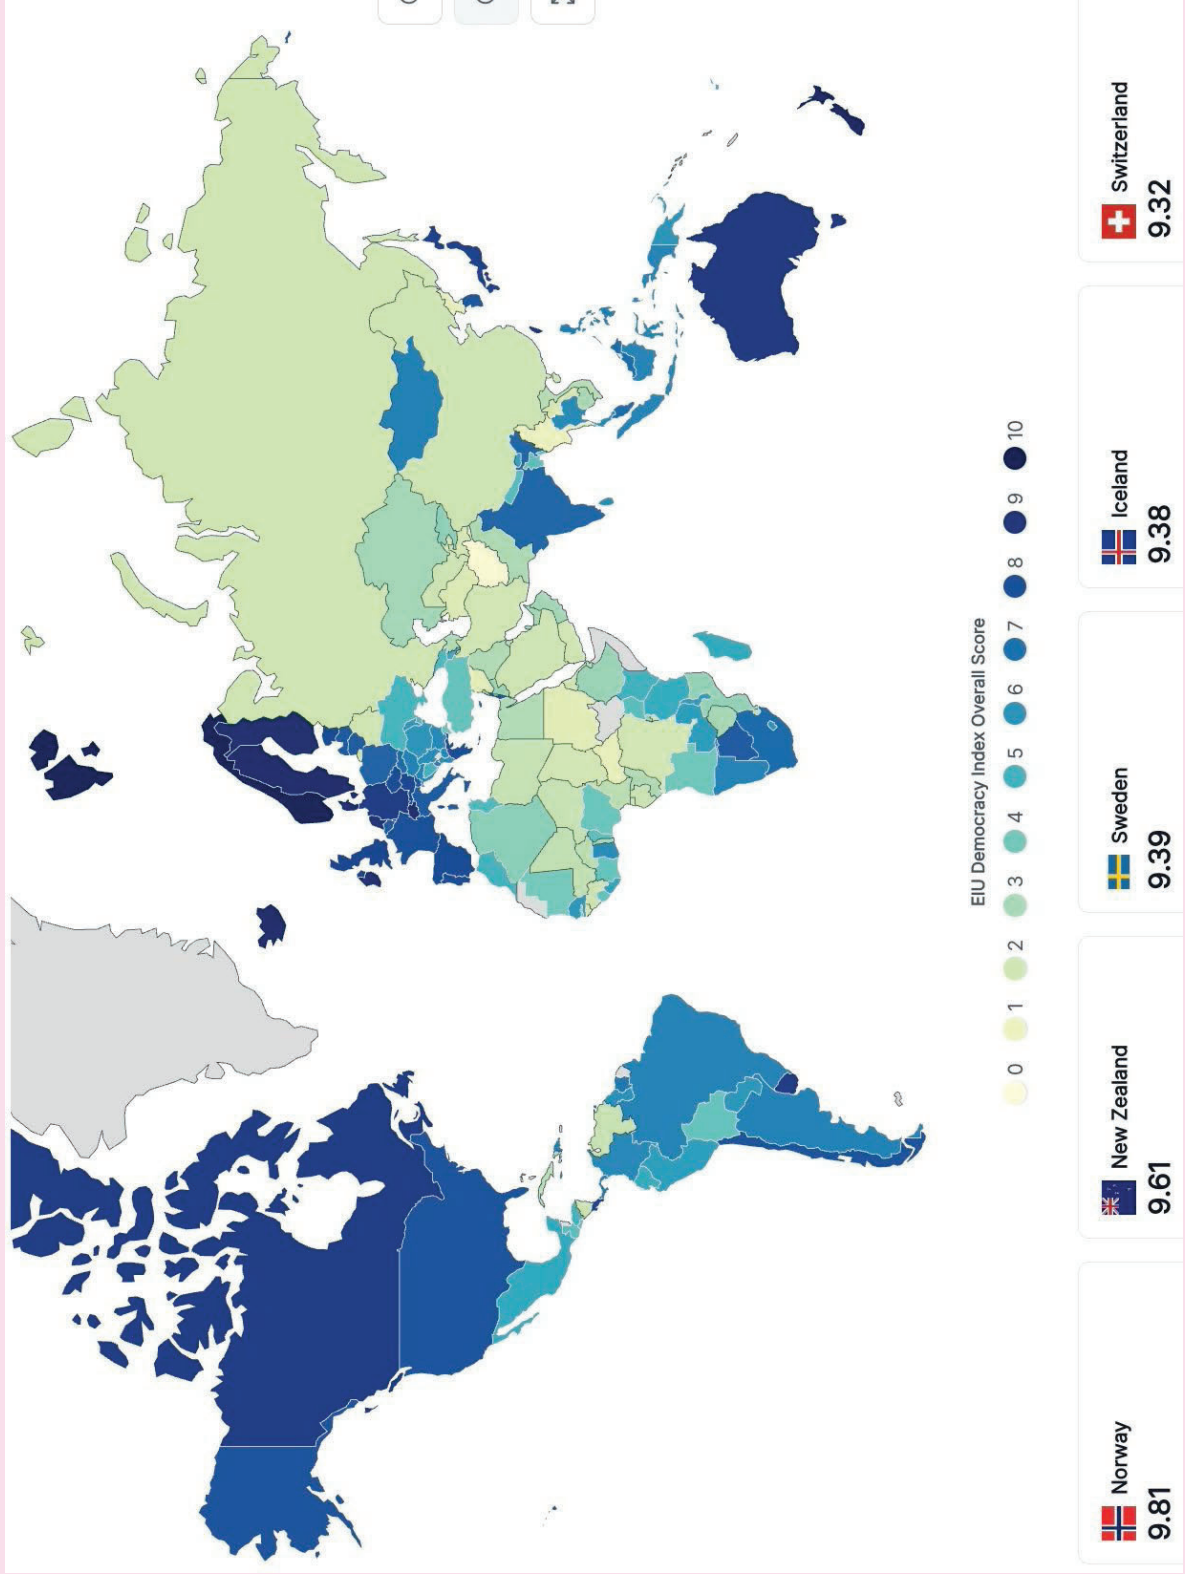 EIU Democracy Index Overall Score
0 1 2 3 4 5 6 7 8 9 10
Norway
9.81
New Zealand
9.61
Sweden
9.39
Iceland
9.38
Switzerland
9.32